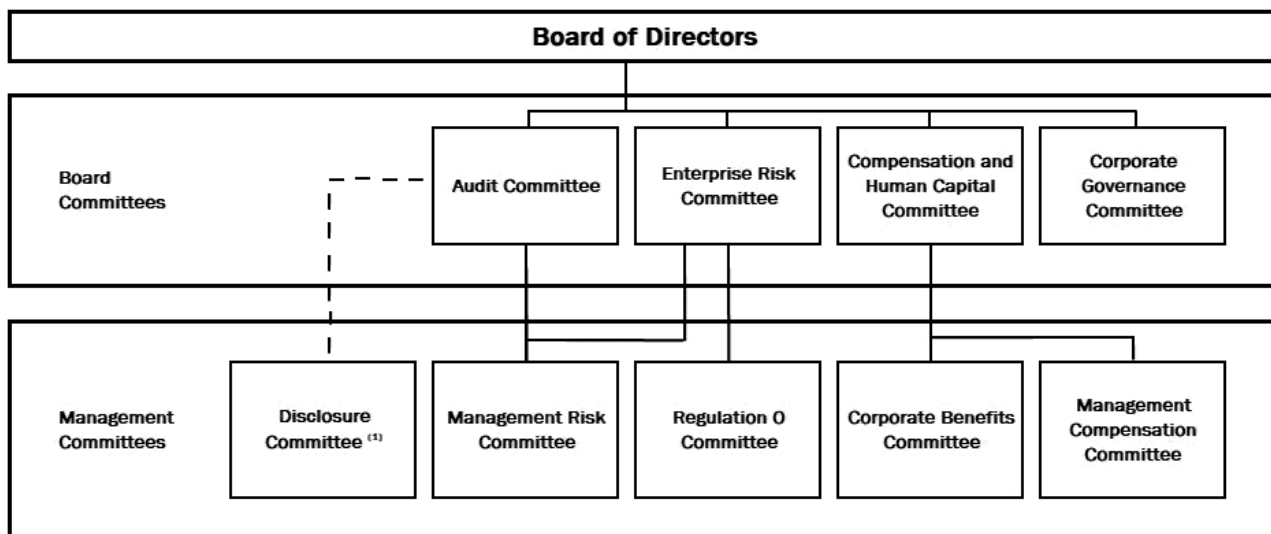 Board of Directors
Board
Committees
Audit Committee
Enterprise Risk
Committee
Compensation and
Human Capital
Committee
Corporate
Governance
Committee
Management
Committees
Disclosure
Committee (1)
Management Risk
Committee
Regulation O
Committee
Corporate Benefits
Committee
Management
Compensation
Committee